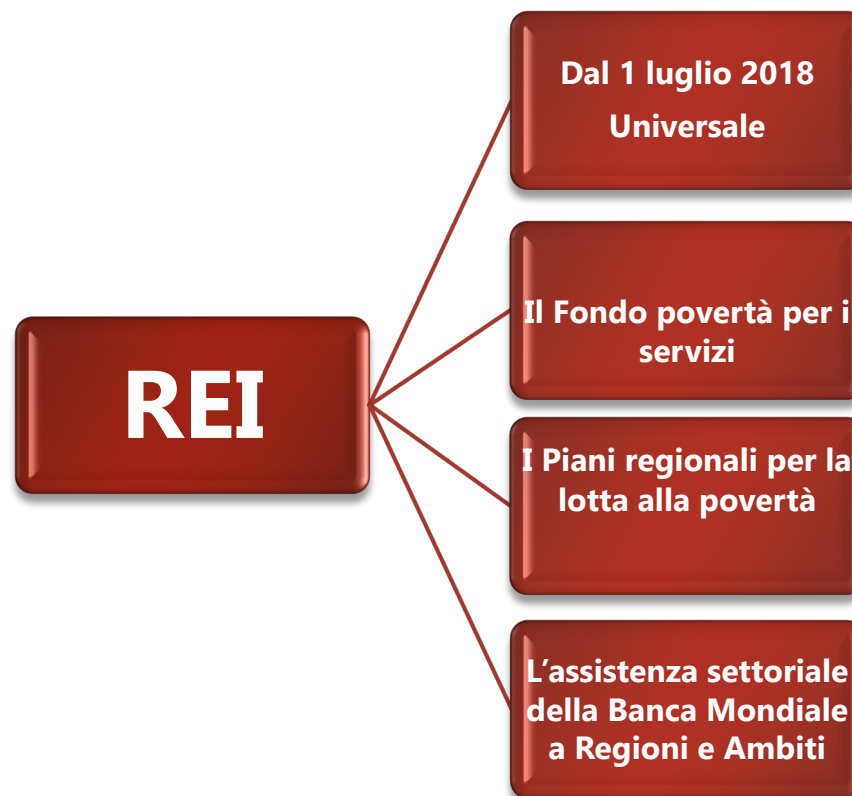 REI
Dal 1 luglio 2018
Universale
Il Fondo povertà per i
servizi
I Piani regionali per la
lotta alla povertà
L’assistenza settoriale
della Banca Mondiale
a Regioni e Ambiti